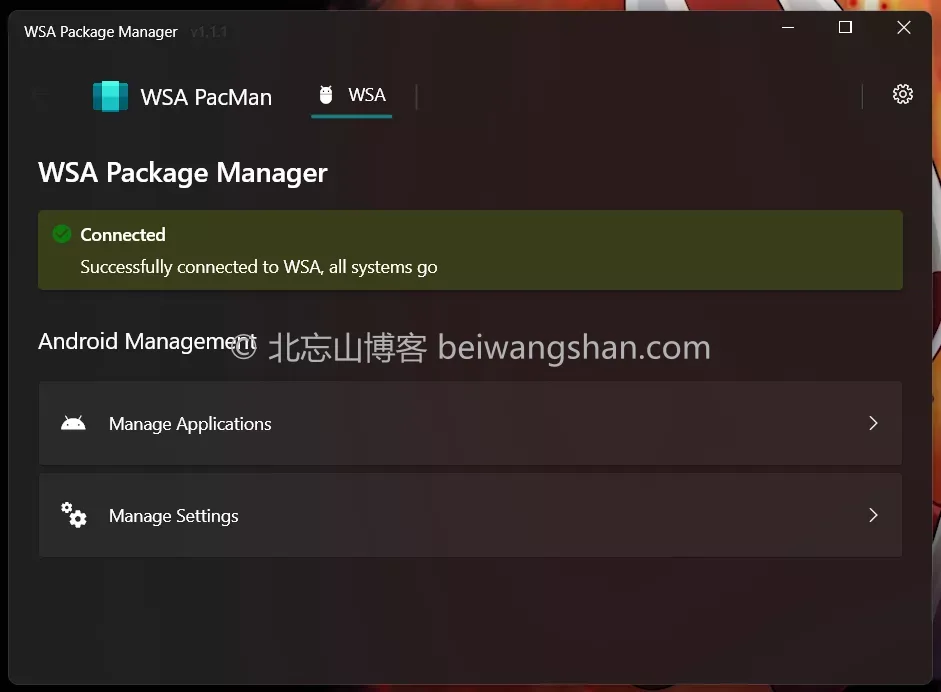 WSA Package Manager v1.1.1
WSA PacMan WSA
WSA Package Manager
Connected
Successfully connected to WSA, all systems go
Android Management
© 北忘山博客 beiwangshan.com
Manage Applications
Manage Settings